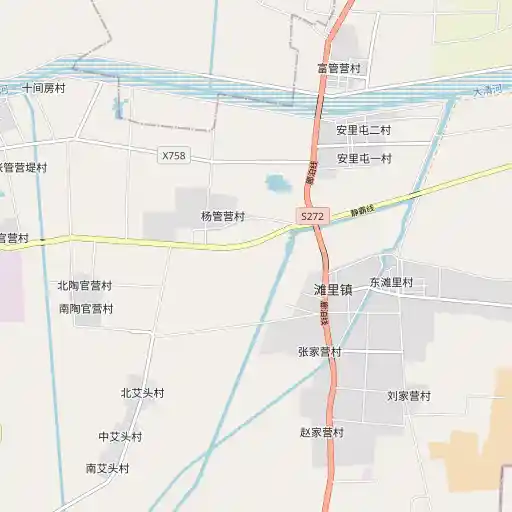 富管营村
河
十间房村
大清河
安里屯二村
X758
安里屯一村
张管营堤村
静霸线
杨管营村
S272
官营村
北陶官营村
滩里镇
东滩里村
南陶官营村
张家营村
北艾头村
刘家营村
中艾头村
赵家营村
南艾头村